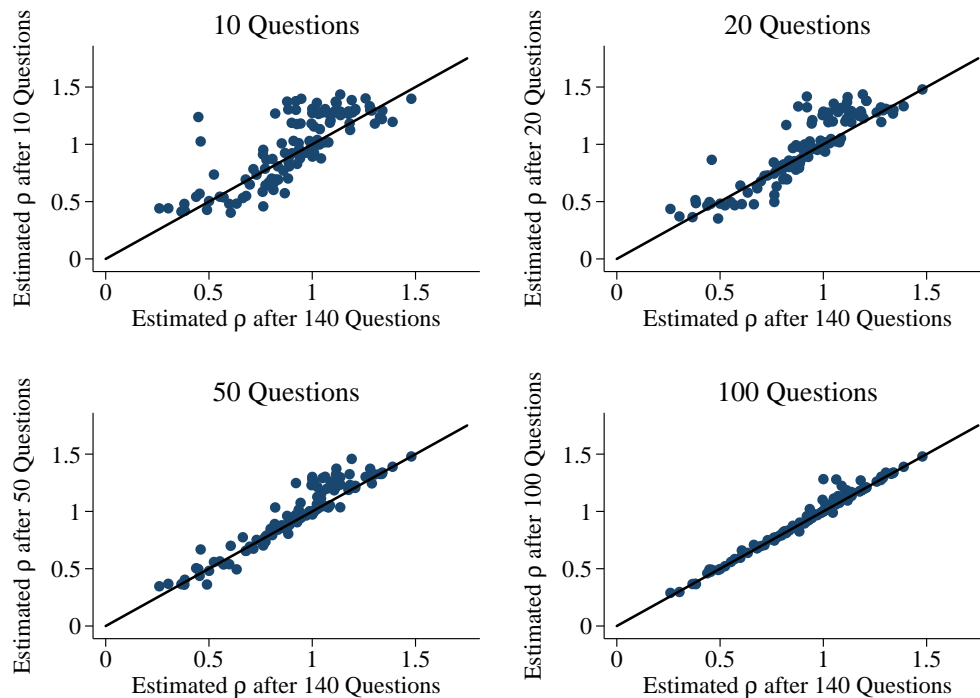 10 Questions
Estimated ρ after 10 Questions
1.5
1
0.5
0
0 0.5 1 1.5
Estimated ρ after 140 Questions
20 Questions
Estimated ρ after 20 Questions
1.5
1
0.5
0
0 0.5 1 1.5
Estimated ρ after 140 Questions
50 Questions
Estimated ρ after 50 Questions
1.5
1
0.5
0
0 0.5 1 1.5
Estimated ρ after 140 Questions
100 Questions
Estimated ρ after 100 Questions
1.5
1
0.5
0
0 0.5 1 1.5
Estimated ρ after 140 Questions